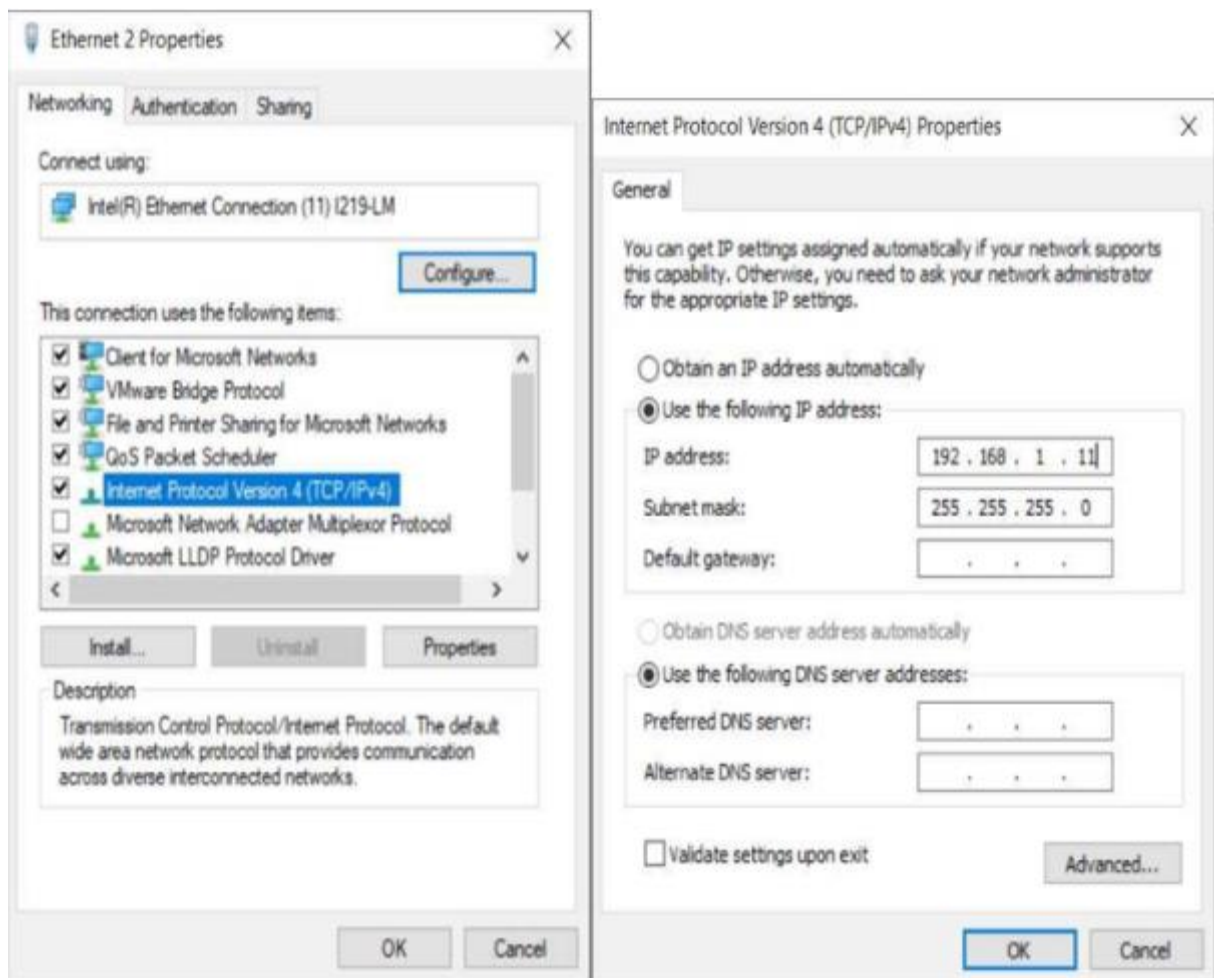 Ethernet 2 Properties
Networking Authentication Sharing
Connect using:
Intel(R) Ethernet Connection (11) I219-LM
Configure...
This connection uses the following items:
Client for Microsoft Networks
VMware Bridge Protocol
File and Printer Sharing for Microsoft Networks
QoS Packet Scheduler
Internet Protocol Version 4 (TCP/IPv4)
Microsoft Network Adapter Multiplexor Protocol
Microsoft LLDP Protocol Driver
Install... Uninstall Properties
Description
Transmission Control Protocol/Internet Protocol. The default
wide area network protocol that provides communication
across diverse interconnected networks.
OK Cancel
Internet Protocol Version 4 (TCP/IPv4) Properties
General
You can get IP settings assigned automatically if your network supports
this capability. Otherwise, you need to ask your network administrator
for the appropriate IP settings.
Obtain an IP address automatically
Use the following IP address:
IP address: 192 . 168 . 1 . 11
Subnet mask: 255 . 255 . 255 . 0
Default gateway: . . .
Obtain DNS server address automatically
Use the following DNS server addresses:
Preferred DNS server: . . .
Alternate DNS server: . . .
Validate settings upon exit
Advanced...
OK Cancel